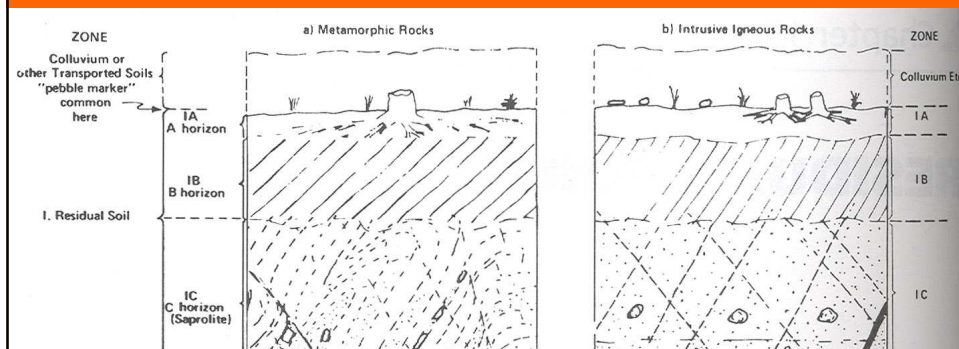 a) Metamorphic Rocks
b) Intrusive Igneous Rocks
ZONE
ZONE
Colluvium or
other Transported Soils
"pebble marker"
common
here
Colluvium Etc
IA
A horizon
IA
IB
B horizon
IB
I. Residual Soil
IC
C horizon
(Saprolite)
IC